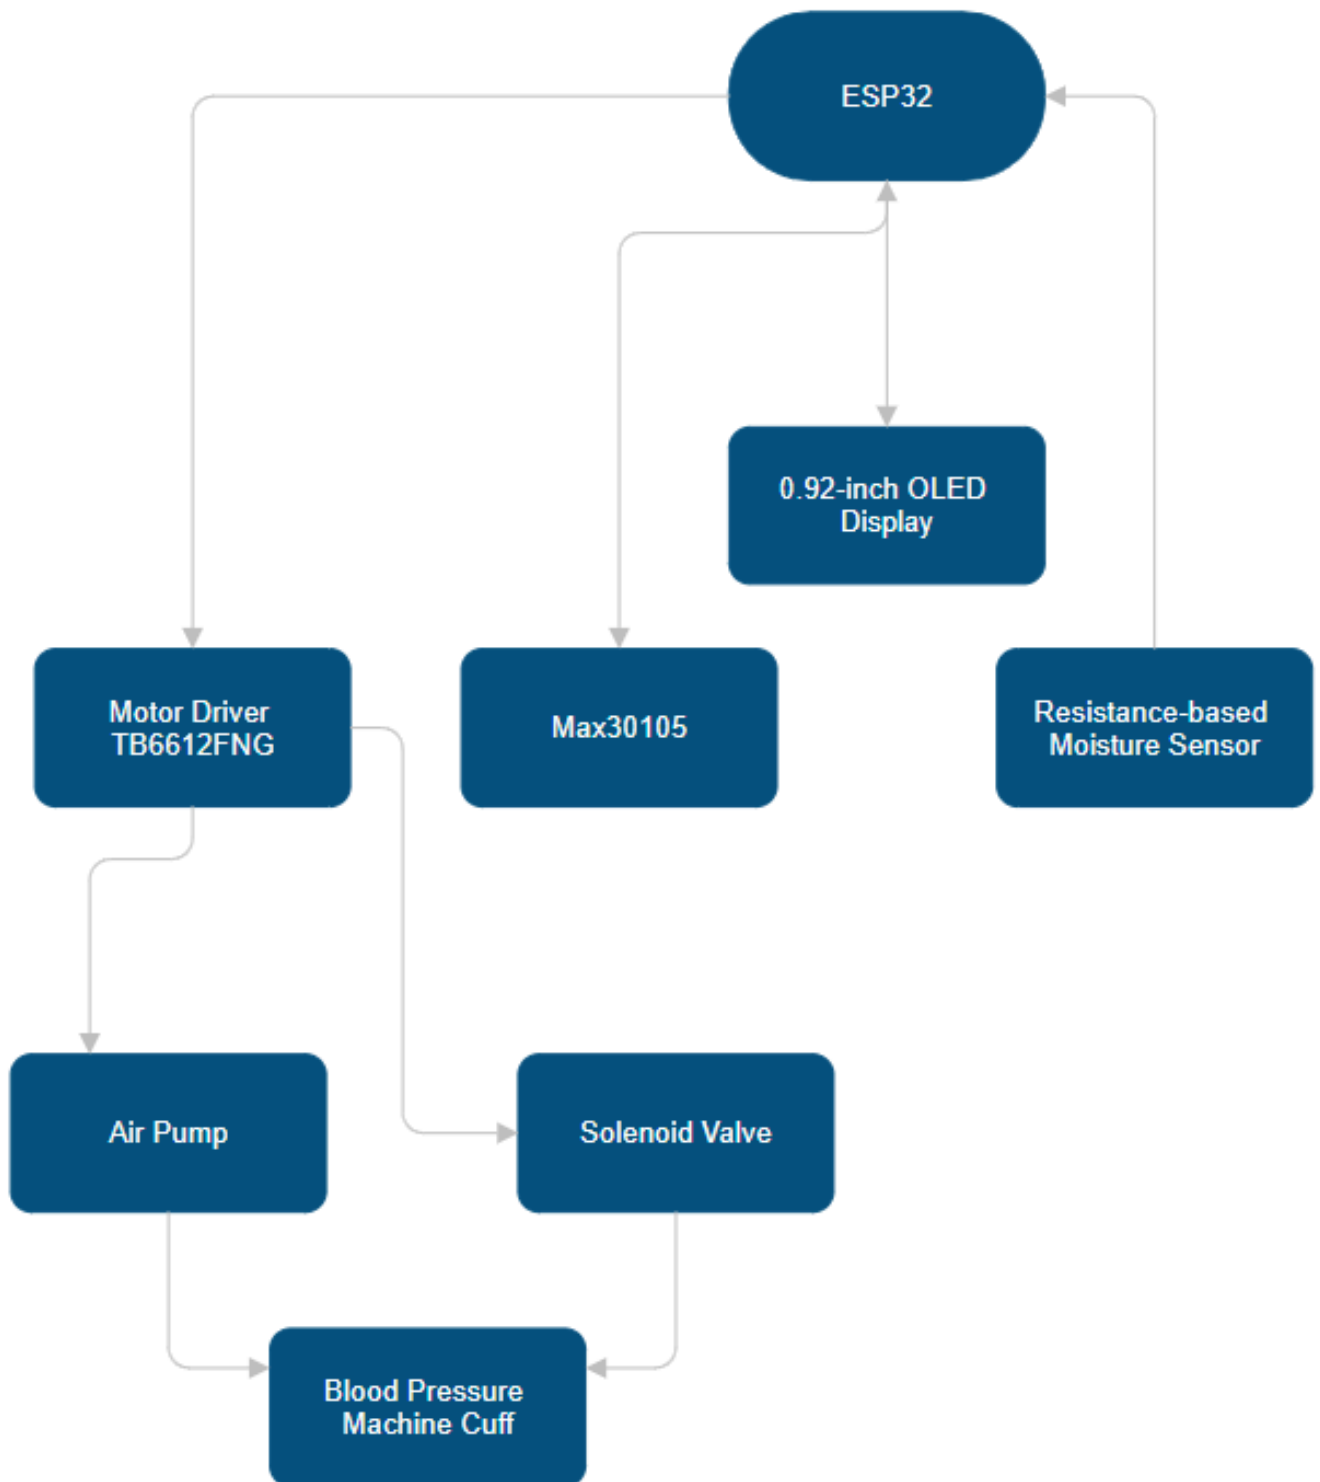 ESP32
0.92-inch OLED
Display
Motor Driver
TB6612FNG
Max30105
Resistance-based
Moisture Sensor
Air Pump
Solenoid Valve
Blood Pressure
Machine Cuff